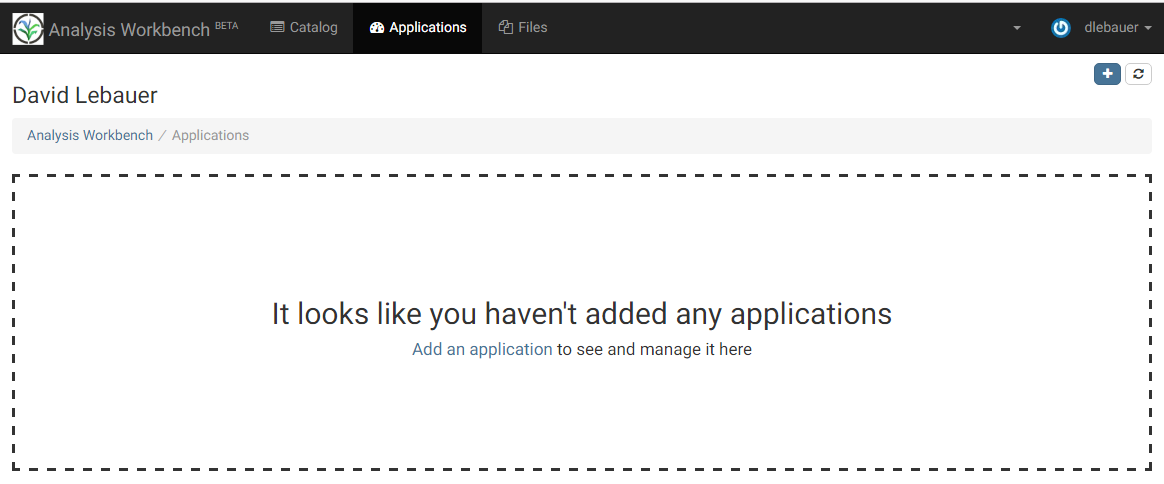 Analysis Workbench BETA Catalog Applications Files dlebauer
David Lebauer
Analysis Workbench / Applications
It looks like you haven't added any applications
Add an application to see and manage it here